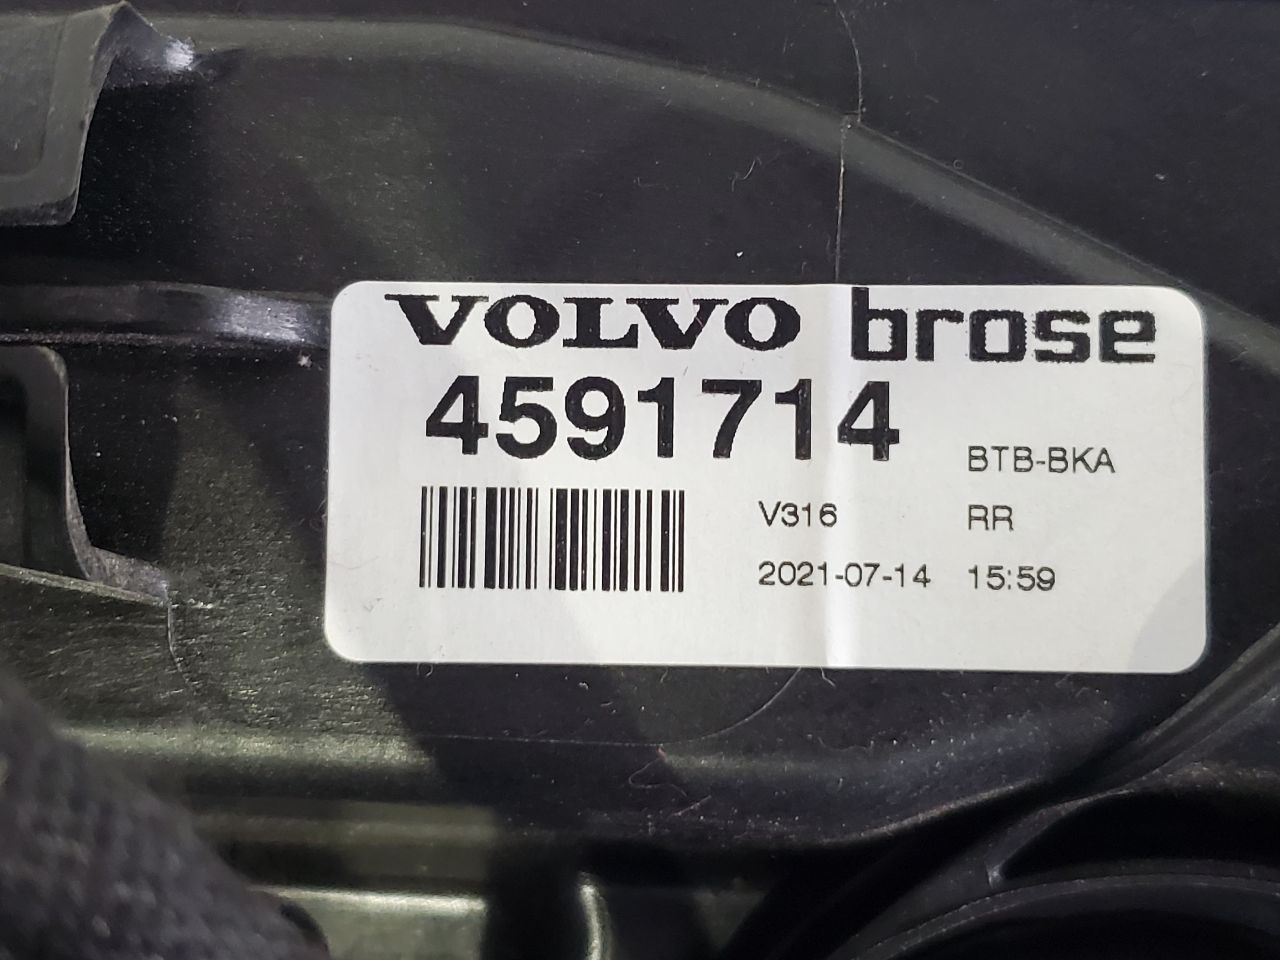 VOLVO brose
4591714
BTB-BKA
V316 RR
2021-07-14 15:59